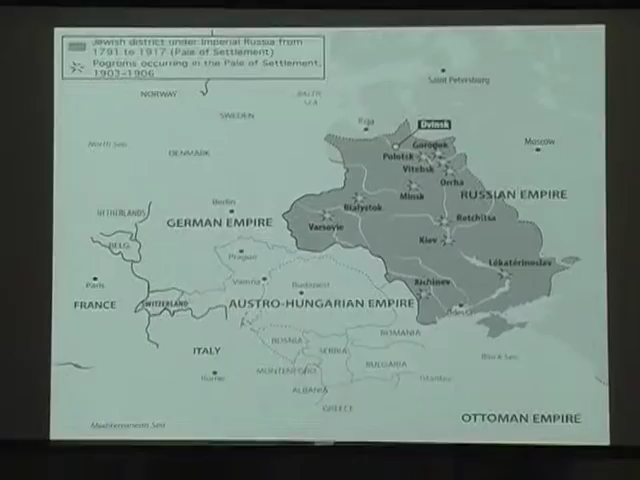 Jewish district under Imperial Russia from
1791 to 1917 (Pale of Settlement)
Pogroms occurring in the Pale of Settlement,
1903-1906
Saint Petersburg
NORWAY
BALTIC
SEA
SWEDEN
Riga
Dvinsk
North Sea
Moscow
Gorodok
DENMARK
Polotsk
Vitebsk
Orcha
Minsk
RUSSIAN EMPIRE
Berlin
Bialystok
NETHERLANDS
GERMAN EMPIRE
Retchitsa
Varsovie
Kiev
BELG.
Prague
Iékatérinoslav
Paris
Vienna
Budapest
Kichinev
FRANCE
SWITZERLAND
AUSTRO-HUNGARIAN EMPIRE
Odessa
ROMANIA
BOSNIA
ITALY
SERBIA
Black Sea
BULGARIA
MONTENEGRO
Rome
Istanbul
ALBANIA
GREECE
OTTOMAN EMPIRE
Mediterranean Sea